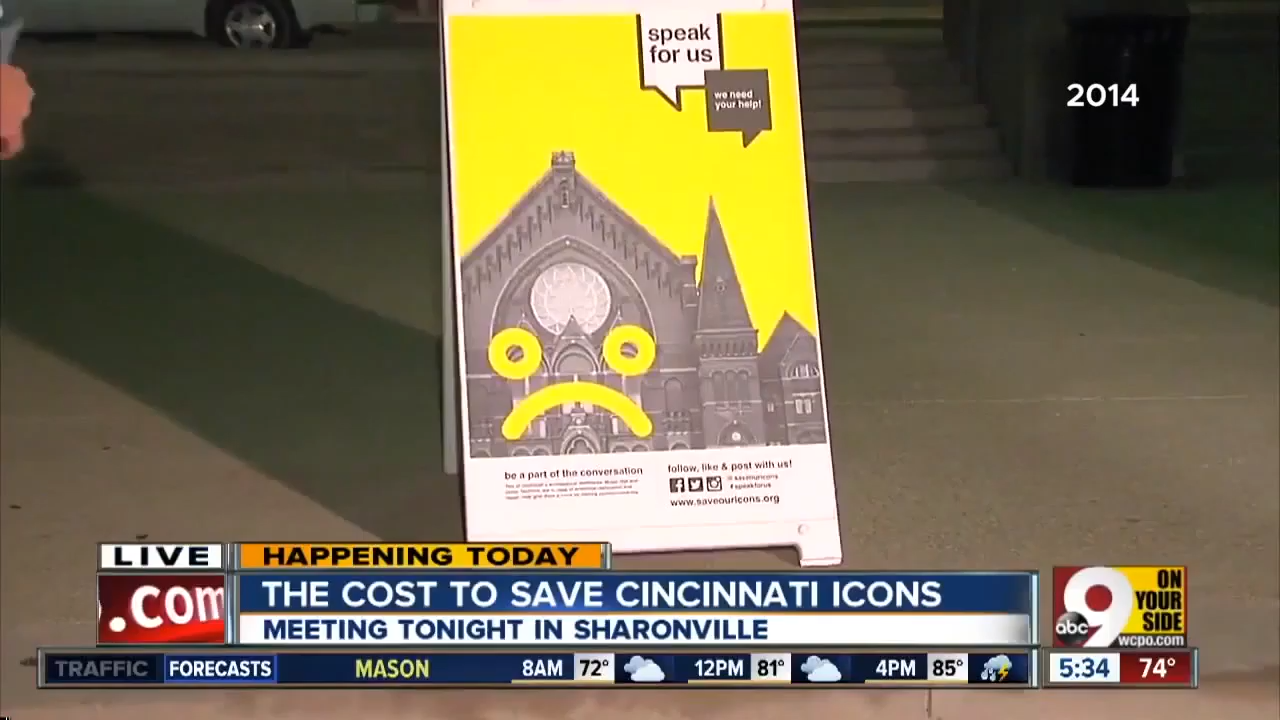 speak
for us
we need
your help!
2014
be a part of the conversation
follow, like & post with us!
#speakforus
www.saveouricons.org
LIVE
HAPPENING TODAY
.com
THE COST TO SAVE CINCINNATI ICONS
MEETING TONIGHT IN SHARONVILLE
abc 9 ON
YOUR
SIDE
wcpo.com
TRAFFIC FORECASTS MASON 8AM 72° 12PM 81° 4PM 85° 5:34 74°